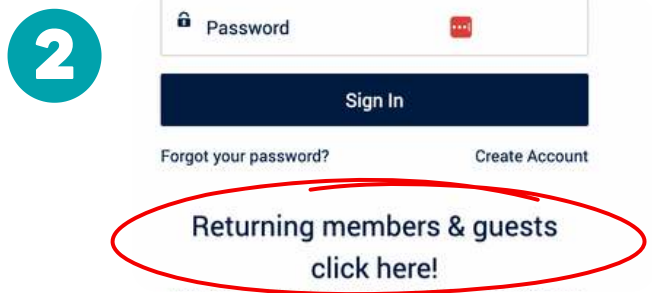 2
Password
Sign In
Forgot your password? Create Account
Returning members & guests
click here!